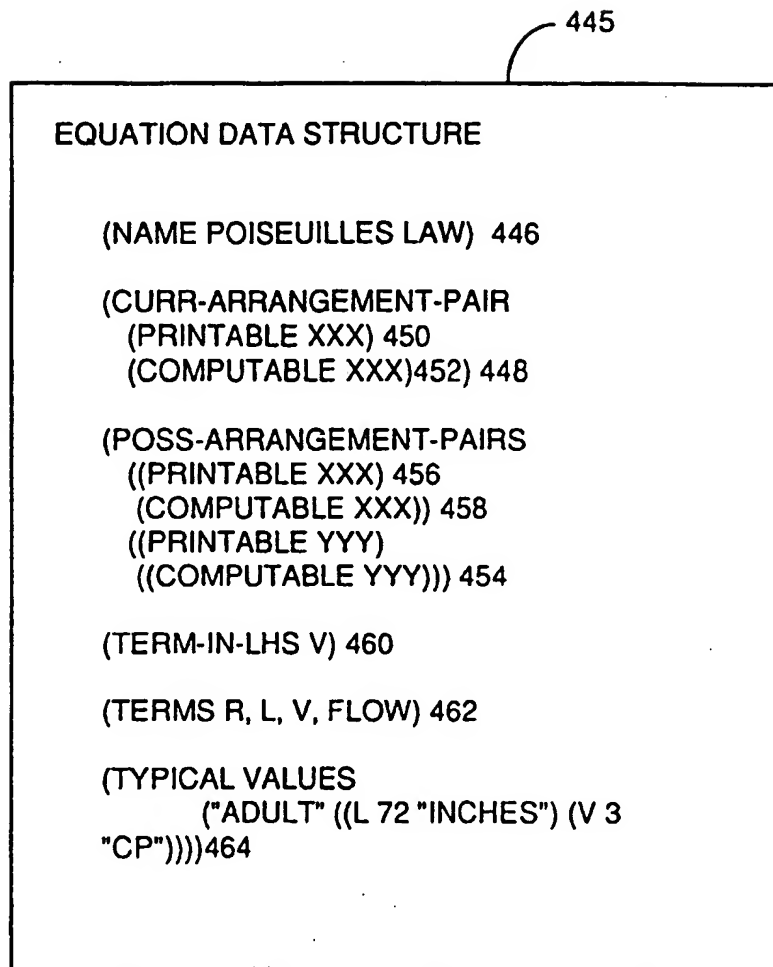 445
EQUATION DATA STRUCTURE
(NAME POISEUILLES LAW) 446
(CURR-ARRANGEMENT-PAIR
(PRINTABLE XXX) 450
(COMPUTABLE XXX)452) 448
(POSS-ARRANGEMENT-PAIRS
((PRINTABLE XXX) 456
(COMPUTABLE XXX)) 458
((PRINTABLE YYY)
((COMPUTABLE YYY))) 454
(TERM-IN-LHS V) 460
(TERMS R, L, V, FLOW) 462
(TYPICAL VALUES
("ADULT" ((L 72 "INCHES") (V 3
"CP"))))464